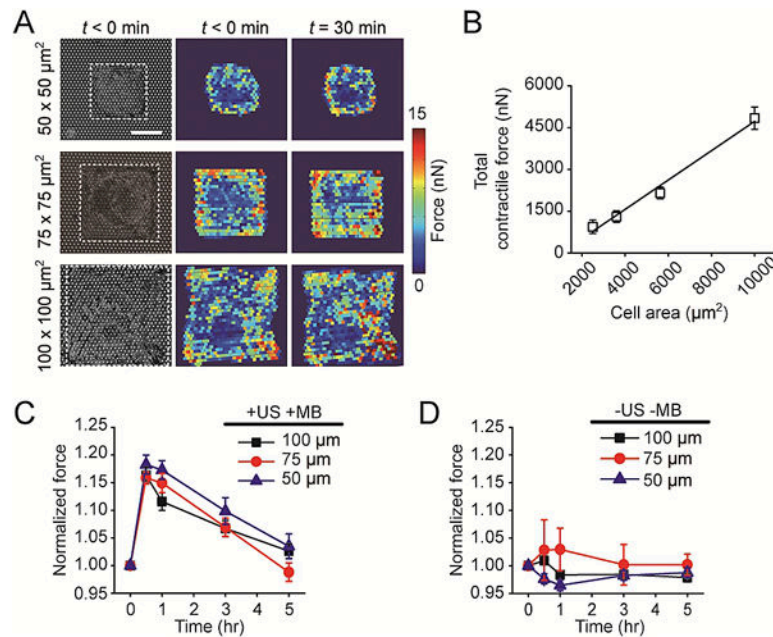 A
t < 0 min
t < 0 min
t = 30 min
50 x 50 µm²
75 x 75 µm²
100 x 100 µm²
15
Force (nN)
0
B
Total
contractile force (nN)
6000
4500
3000
1500
0
2000
4000
6000
8000
10000
Cell area (µm²)
C
+US +MB
100 µm
75 µm
50 µm
Normalized force
1.25
1.20
1.15
1.10
1.05
1.00
0.95
0
1
2
3
4
5
Time (hr)
D
-US -MB
100 µm
75 µm
50 µm
Normalized force
1.25
1.20
1.15
1.10
1.05
1.00
0.95
0
1
2
3
4
5
Time (hr)